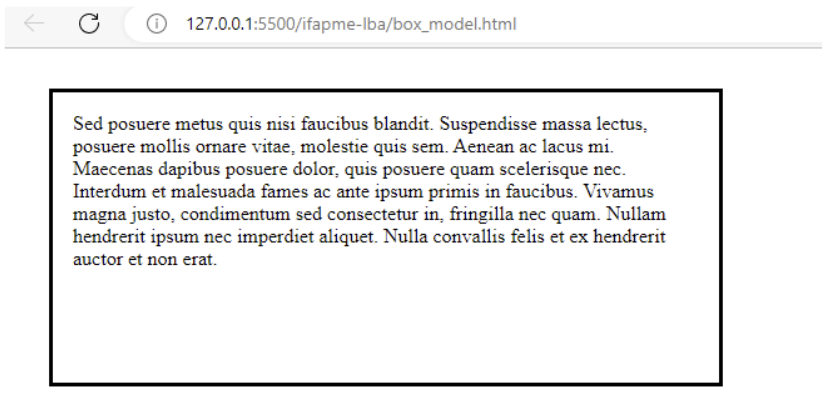 127.0.0.1:5500/ifapme-lba/box_model.html
Sed posuere metus quis nisi faucibus blandit. Suspendisse massa lectus,
posuere mollis ornare vitae, molestie quis sem. Aenean ac lacus mi.
Maecenas dapibus posuere dolor, quis posuere quam scelerisque nec.
Interdum et malesuada fames ac ante ipsum primis in faucibus. Vivamus
magna justo, condimentum sed consectetur in, fringilla nec quam. Nullam
hendrerit ipsum nec imperdiet aliquet. Nulla convallis felis et ex hendrerit
auctor et non erat.